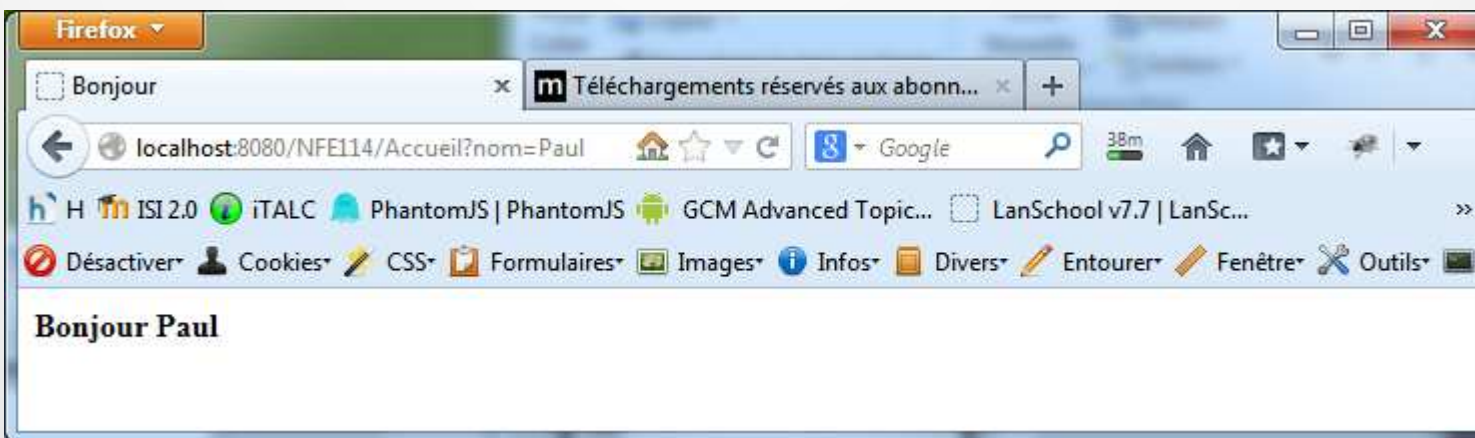 Firefox
Bonjour
m Téléchargements réservés aux abonn...
localhost:8080/NFE114/Accueil?nom=Paul
8 Google
38m
h H ISI 2.0 iTALC PhantomJS | PhantomJS GCM Advanced Topic... LanSchool v7.7 | LanSc... »
Désactiver Cookies CSS Formulaires Images Infos Divers Entourer Fenêtre Outils
Bonjour Paul